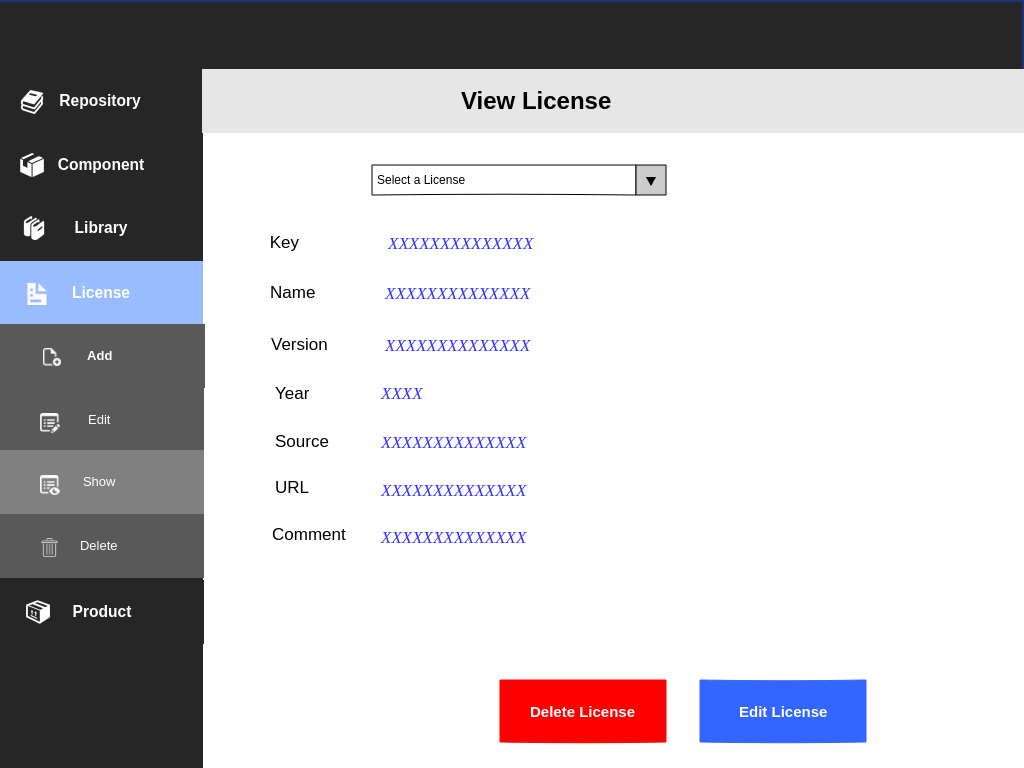 View License
Repository
Component
Library
License
Add
Edit
Show
Delete
Product
Select a License
Key XXXXXXXXXXXXXX
Name XXXXXXXXXXXXXX
Version XXXXXXXXXXXXXX
Year XXXX
Source XXXXXXXXXXXXXX
URL XXXXXXXXXXXXXX
Comment XXXXXXXXXXXXXX
Delete License
Edit License